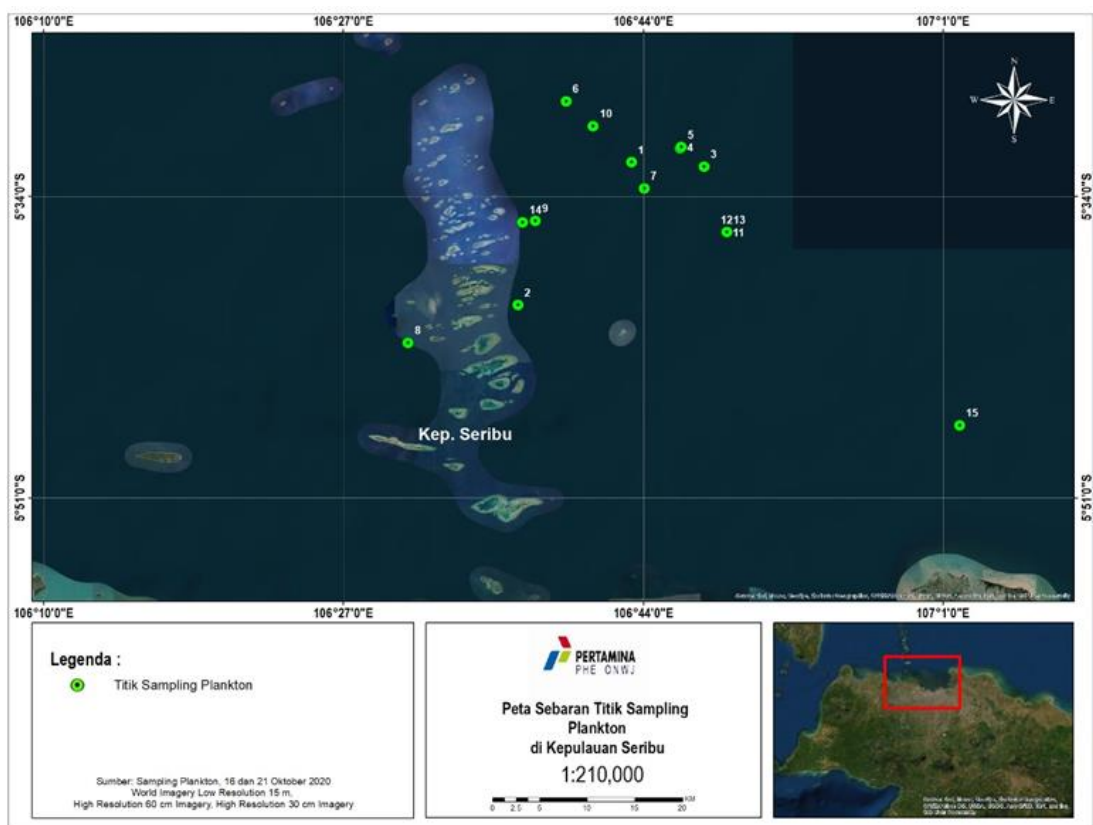 106°10'0"E 106°27'0"E 106°44'0"E 107°1'0"E
N
W E
S
6
10
5
4
1
3
7
5°34'0"S 5°34'0"S
14 9
12 13
11
2
8
15
Kep. Seribu
5°51'0"S 5°51'0"S
106°10'0"E 106°27'0"E 106°44'0"E 107°1'0"E
Legenda :
Titik Sampling Plankton
Sumber: Sampling Plankton, 16 dan 21 Oktober 2020
World Imagery Low Resolution 15 m,
High Resolution 60 cm Imagery, High Resolution 30 cm Imagery
PERTAMINA
PHE ONWJ
Peta Sebaran Titik Sampling
Plankton
di Kepulauan Seribu
1:210,000
0 2.5 5 10 15 20 KM